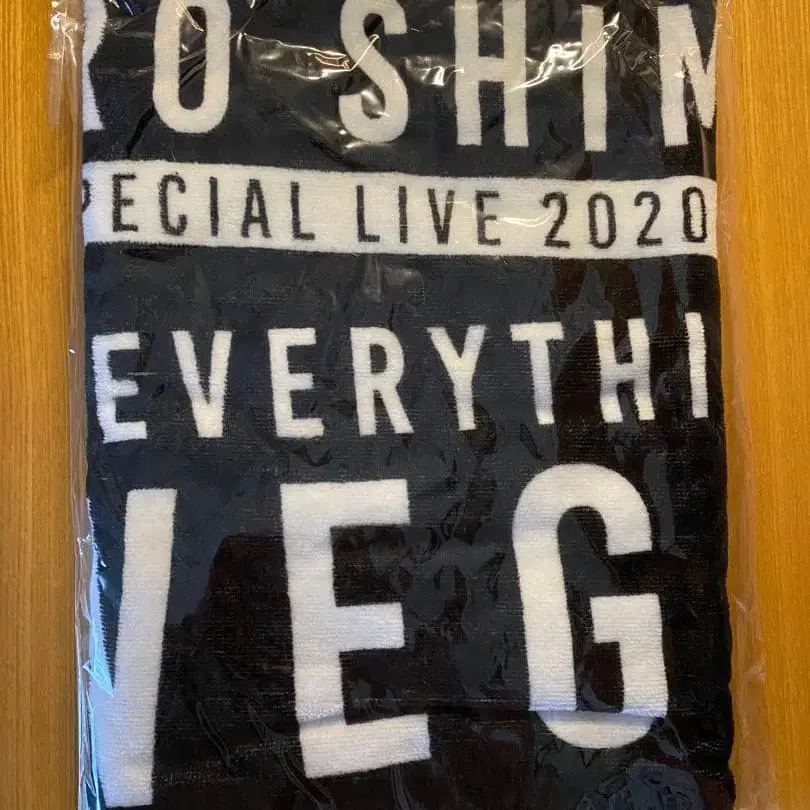 RO SHIM
PECIAL LIVE 2020
EVERYTHI
VEG